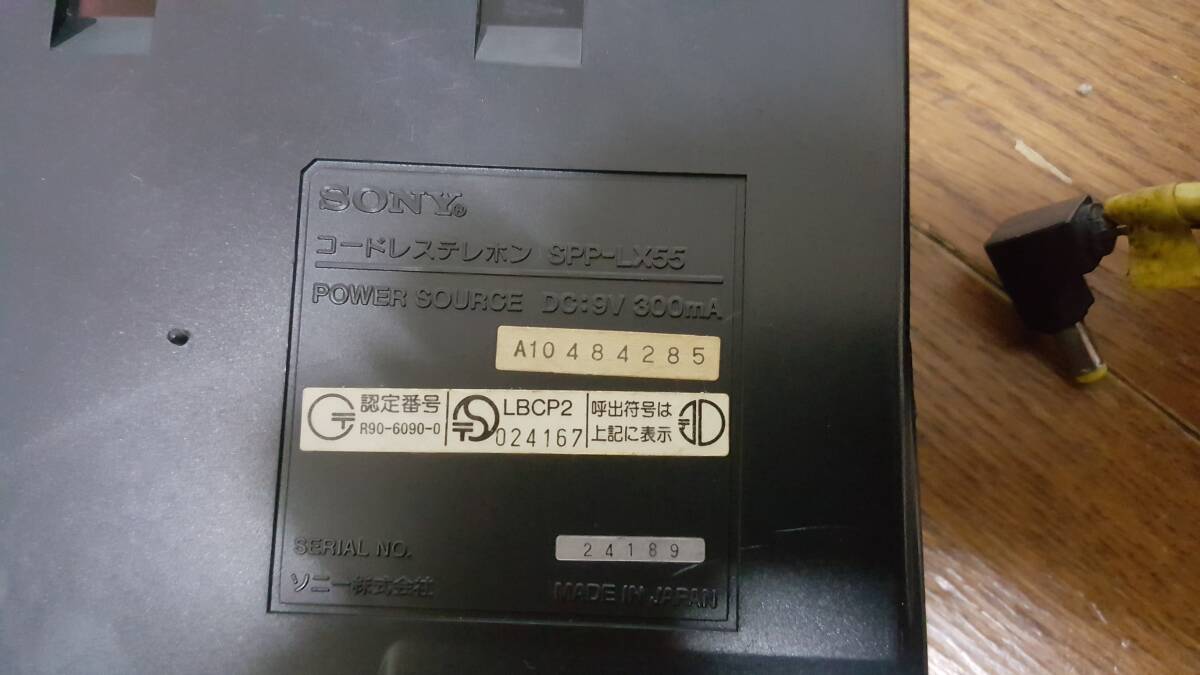 SONY®
コードレステレホン SPP-LX55
POWER SOURCE DC:9V 300mA
A10484285
認定番号
R90-6090-0
LBCP2
024167
呼出符号は
上記に表示
SERIAL NO. 24189
ソニー株式会社 MADE IN JAPAN